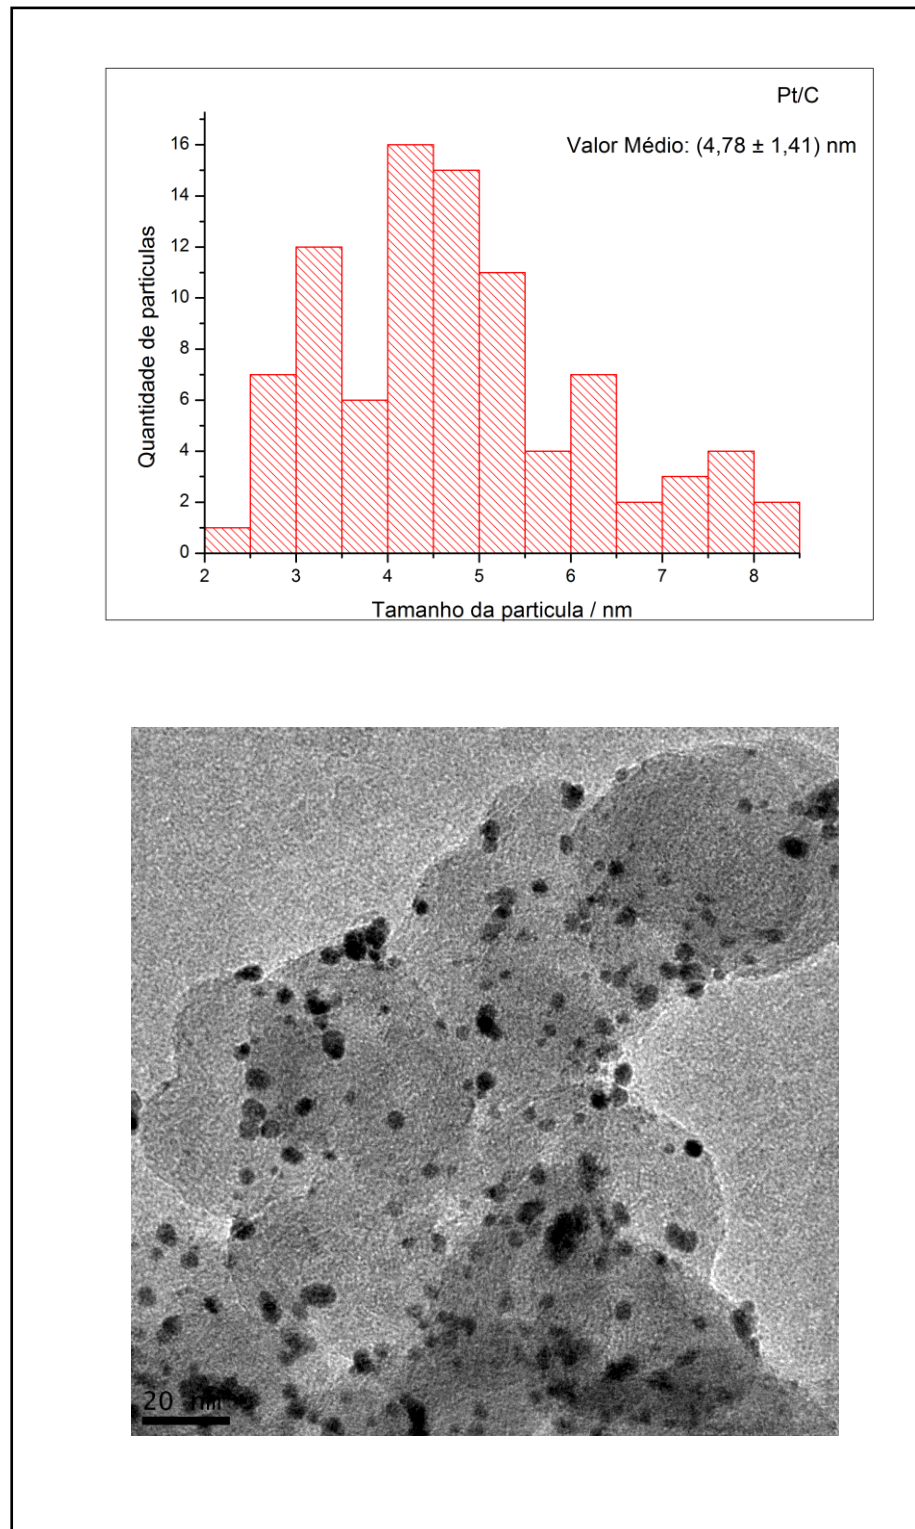 Pt/C
Valor Médio: (4,78 ± 1,41) nm
16
14
12
10
8
6
4
2
0
Quantidade de particulas
2 3 4 5 6 7 8
Tamanho da particula / nm
20 nm